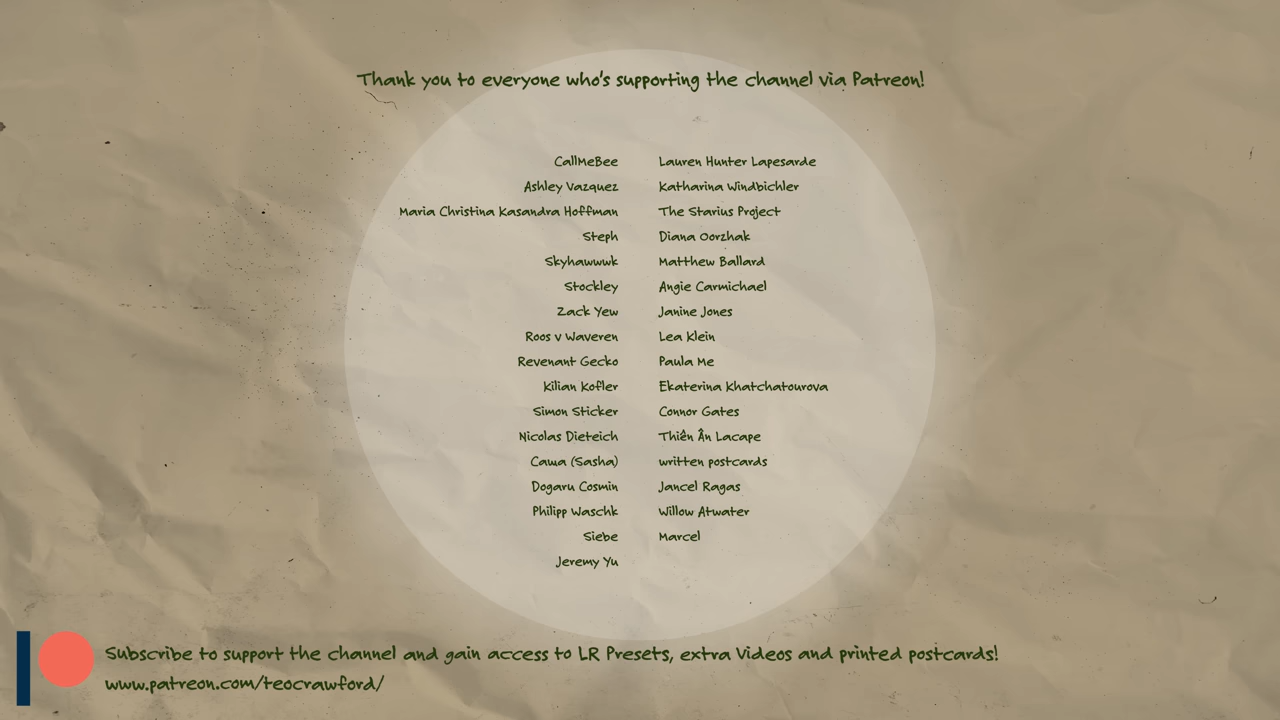 Thank you to everyone who's supporting the channel via Patreon!
CallMeBee
Ashley Vazquez
Maria Christina Kasandra Hoffman
Steph
Skyhawwwk
Stockley
Zack Yew
Roos v Waveren
Revenant Gecko
Kilian Kofler
Simon Sticker
Nicolas Dieteich
Саша (Sasha)
Dogaru Cosmin
Philipp Waschk
Siebe
Jeremy Yu
Lauren Hunter Lapesarde
Katharina Windbichler
The Starius Project
Diana Oorzhak
Matthew Ballard
Angie Carmichael
Janine Jones
Lea Klein
Paula Me
Ekaterina Khatchatourova
Connor Gates
Thiên Ân Lacape
written postcards
Jancel Ragas
Willow Atwater
Marcel
Subscribe to support the channel and gain access to LR Presets, extra Videos and printed postcards!
www.patreon.com/teocrawford/